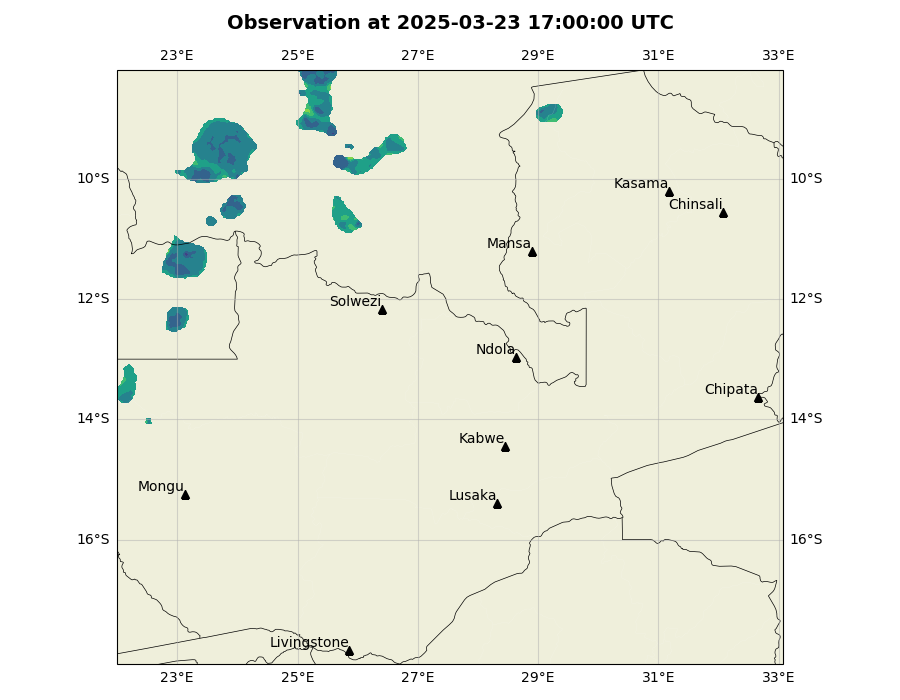 Observation at 2025-03-23 17:00:00 UTC
23°E 25°E 27°E 29°E 31°E 33°E
10°S 10°S
Kasama
Chinsali
Mansa
12°S 12°S
Solwezi
Ndola
Chipata
14°S 14°S
Kabwe
Mongu
Lusaka
16°S 16°S
Livingstone
23°E 25°E 27°E 29°E 31°E 33°E